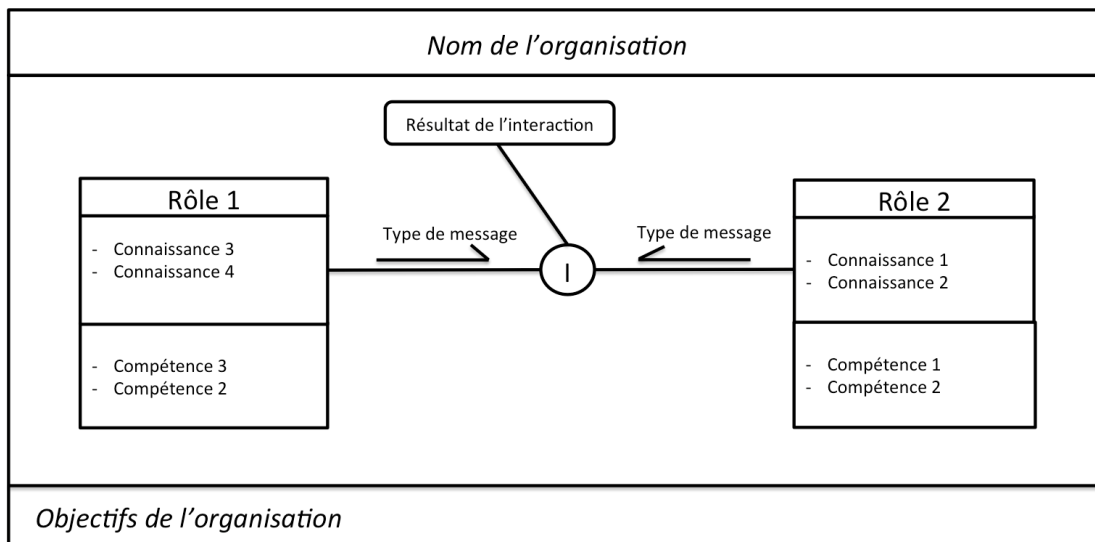 Nom de l'organisation
Résultat de l'interaction
Rôle 1
- Connaissance 3
- Connaissance 4
- Compétence 3
- Compétence 2
Type de message
I
Type de message
Rôle 2
- Connaissance 1
- Connaissance 2
- Compétence 1
- Compétence 2
Objectifs de l'organisation